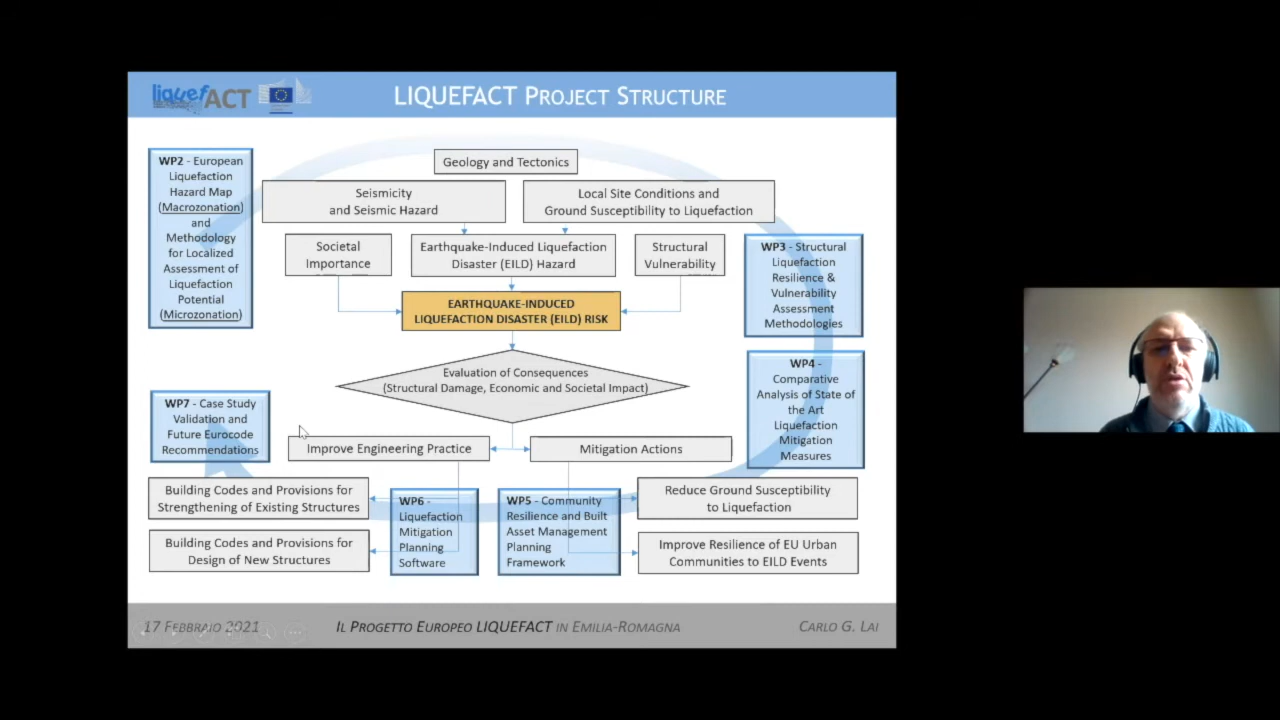 liquefACT
LIQUEFACT PROJECT STRUCTURE
WP2 - European
Liquefaction
Hazard Map
(Macrozonation)
and
Methodology
for Localized
Assessment of
Liquefaction
Potential
(Microzonation)
Geology and Tectonics
Seismicity
and Seismic Hazard
Local Site Conditions and
Ground Susceptibility to Liquefaction
Societal
Importance
Earthquake-Induced Liquefaction
Disaster (EILD) Hazard
Structural
Vulnerability
WP3 - Structural
Liquefaction
Resilience &
Vulnerability
Assessment
Methodologies
EARTHQUAKE-INDUCED
LIQUEFACTION DISASTER (EILD) RISK
Evaluation of Consequences
(Structural Damage, Economic and Societal Impact)
WP4 -
Comparative
Analysis of State of
the Art
Liquefaction
Mitigation
Measures
WP7 - Case Study
Validation and
Future Eurocode
Recommendations
Improve Engineering Practice
Mitigation Actions
Building Codes and Provisions for
Strengthening of Existing Structures
Building Codes and Provisions for
Design of New Structures
WP6 -
Liquefaction
Mitigation
Planning
Software
WP5 - Community
Resilience and Built
Asset Management
Planning
Framework
Reduce Ground Susceptibility
to Liquefaction
Improve Resilience of EU Urban
Communities to EILD Events
17 FEBBRAIO 2021
IL PROGETTO EUROPEO LIQUEFACT IN EMILIA-ROMAGNA
CARLO G. LAI